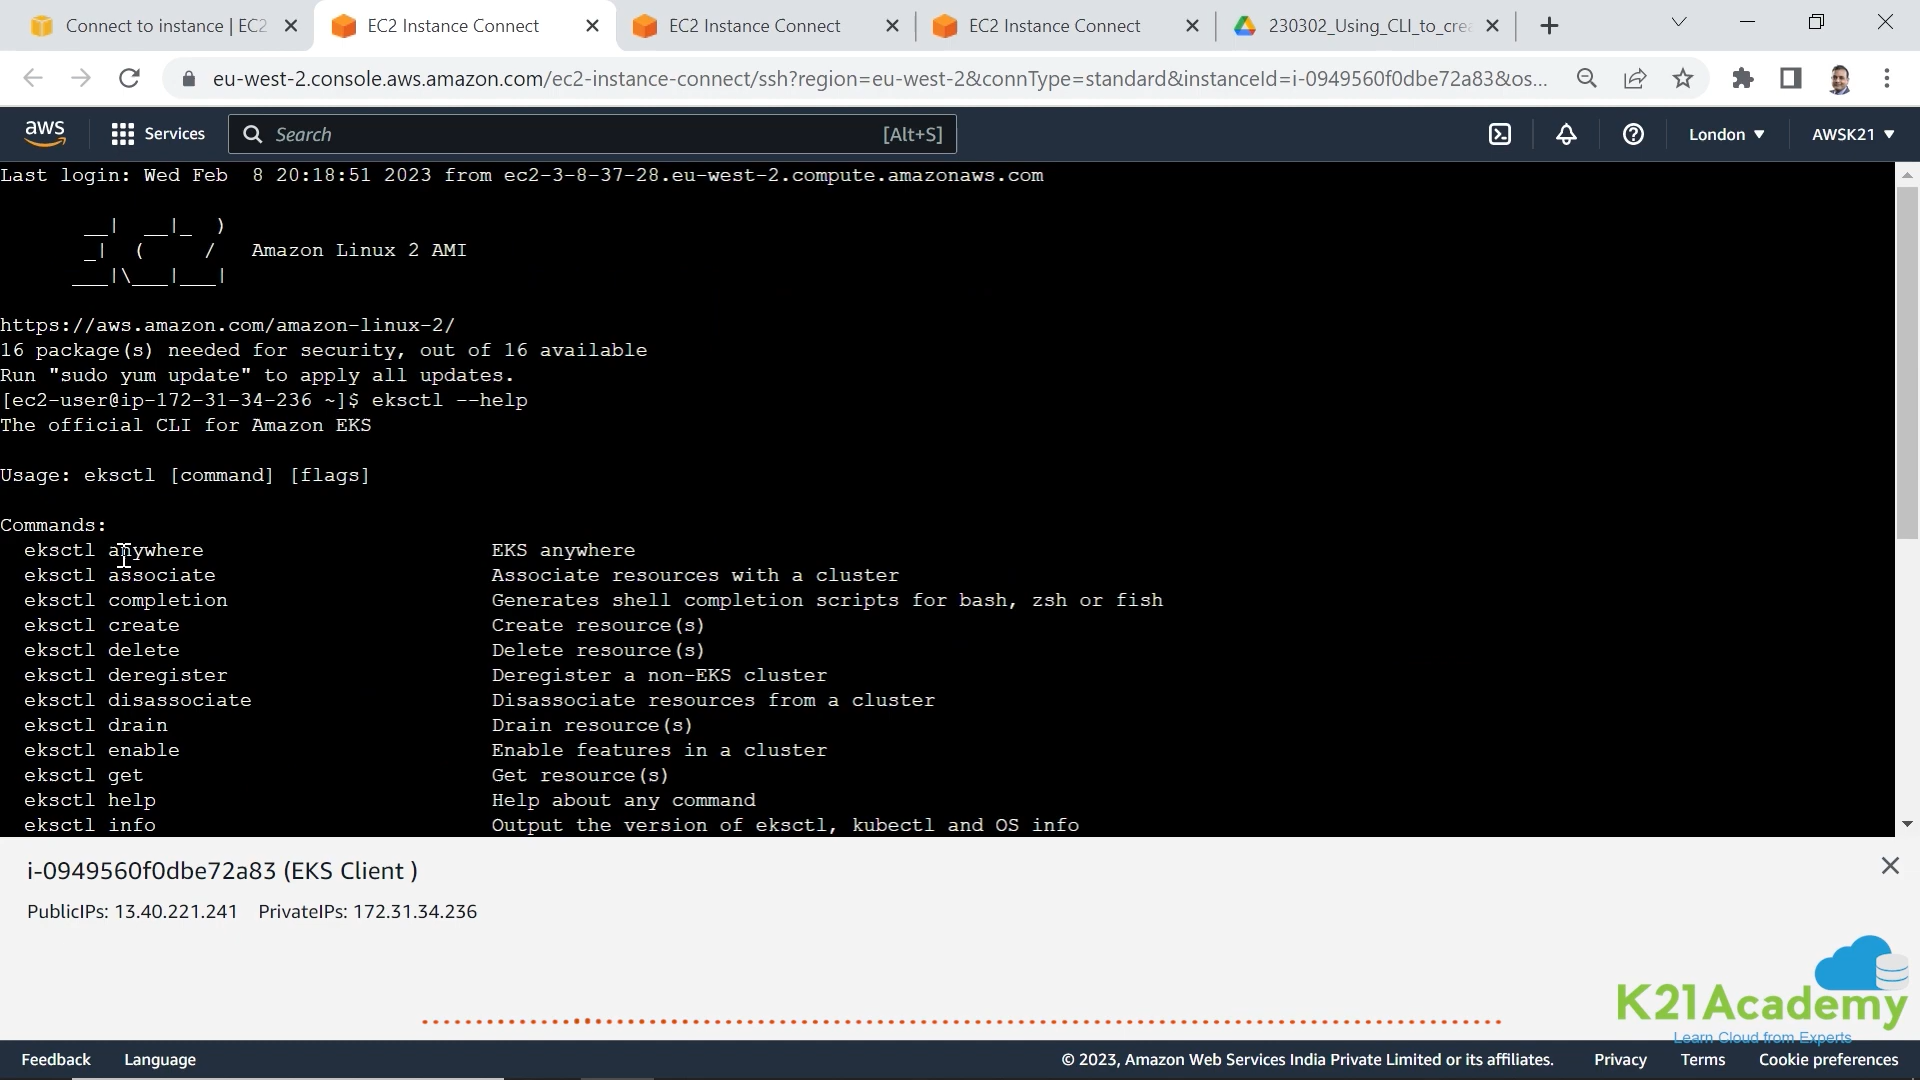 Connect to instance | EC2
EC2 Instance Connect
EC2 Instance Connect
EC2 Instance Connect
230302_Using_CLI_to_crea
eu-west-2.console.aws.amazon.com/ec2-instance-connect/ssh?region=eu-west-2&connType=standard&instanceId=i-0949560f0dbe72a83&os...
aws
Services
Search
[Alt+S]
London
AWSK21
Last login: Wed Feb  8 20:18:51 2023 from ec2-3-8-37-28.eu-west-2.compute.amazonaws.com
__|  __|_  )
_|  (     /   Amazon Linux 2 AMI
___|\___|___|
https://aws.amazon.com/amazon-linux-2/
16 package(s) needed for security, out of 16 available
Run "sudo yum update" to apply all updates.
[ec2-user@ip-172-31-34-236 ~]$ eksctl --help
The official CLI for Amazon EKS
Usage: eksctl [command] [flags]
Commands:
eksctl anywhere EKS anywhere
eksctl associate Associate resources with a cluster
eksctl completion Generates shell completion scripts for bash, zsh or fish
eksctl create Create resource(s)
eksctl delete Delete resource(s)
eksctl deregister Deregister a non-EKS cluster
eksctl disassociate Disassociate resources from a cluster
eksctl drain Drain resource(s)
eksctl enable Enable features in a cluster
eksctl get Get resource(s)
eksctl help Help about any command
eksctl info Output the version of eksctl, kubectl and OS info
i-0949560f0dbe72a83 (EKS Client )
PublicIPs: 13.40.221.241 PrivateIPs: 172.31.34.236
K21Academy
Learn Cloud from Experts
Feedback
Language
© 2023, Amazon Web Services India Private Limited or its affiliates.
Privacy
Terms
Cookie preferences